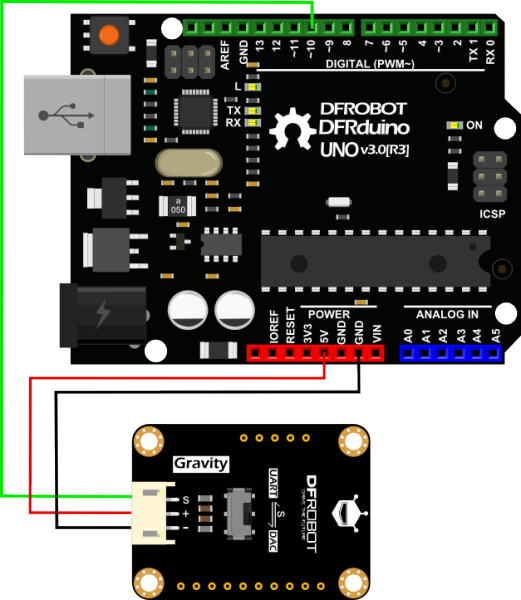 AREF
GND
13
12
~11
~10
~9
8
7
~6
~5
4
~3
2
TX 1
RX 0
DIGITAL (PWM~)
L
TX
RX
DFROBOT
DFRduino
UNO v3.0[R3]
ON
ICSP
a
050
POWER
ANALOG IN
IOREF
RESET
3V3
5V
GND
GND
VIN
A0
A1
A2
A3
A4
A5
Gravity
S
+
-
UART
S
DAC
DFROBOT
DRIVE THE FUTURE